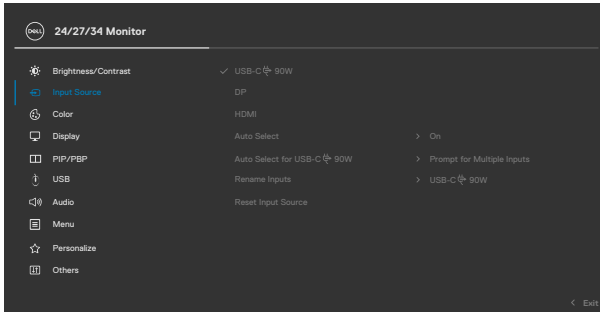 DELL 24/27/34 Monitor
Brightness/Contrast USB-C 90W
Input Source DP
Color HDMI
Display Auto Select On
PIP/PBP Auto Select for USB-C 90W Prompt for Multiple Inputs
USB Rename Inputs USB-C 90W
Audio Reset Input Source
Menu
Personalize
Others
Exit